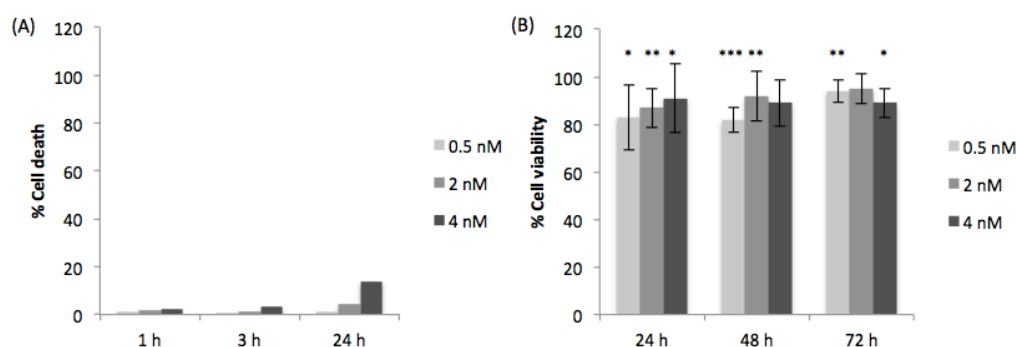 (A)
120
100
80
60
40
20
0
% Cell death
1 h 3 h 24 h
0.5 nM
2 nM
4 nM
(B)
* ** * *** ** ** *
120
100
80
60
40
20
0
% Cell viability
24 h 48 h 72 h
0.5 nM
2 nM
4 nM